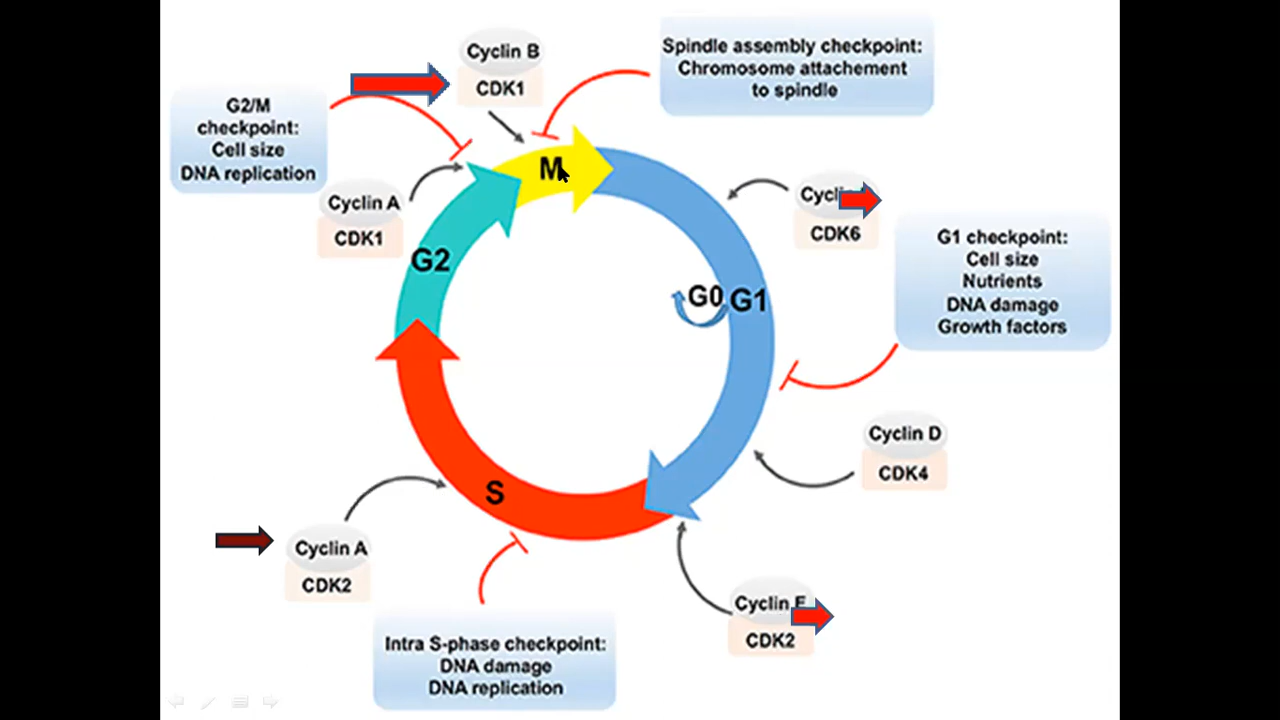 Cyclin B
CDK1
Spindle assembly checkpoint:
Chromosome attachement
to spindle
G2/M
checkpoint:
Cell size
DNA replication
M
Cyclin A
CDK1
CDK6
G1 checkpoint:
Cell size
Nutrients
DNA damage
Growth factors
G2
G0
G1
Cyclin D
CDK4
S
Cyclin A
CDK2
Cyclin E
CDK2
Intra S-phase checkpoint:
DNA damage
DNA replication